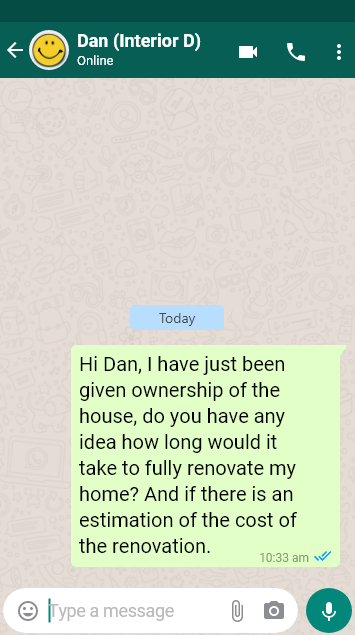 Dan (Interior D)
Online
Today
Hi Dan, I have just been
given ownership of the
house, do you have any
idea how long would it
take to fully renovate my
home? And if there is an
estimation of the cost of
the renovation.
10:33 am
Type a message